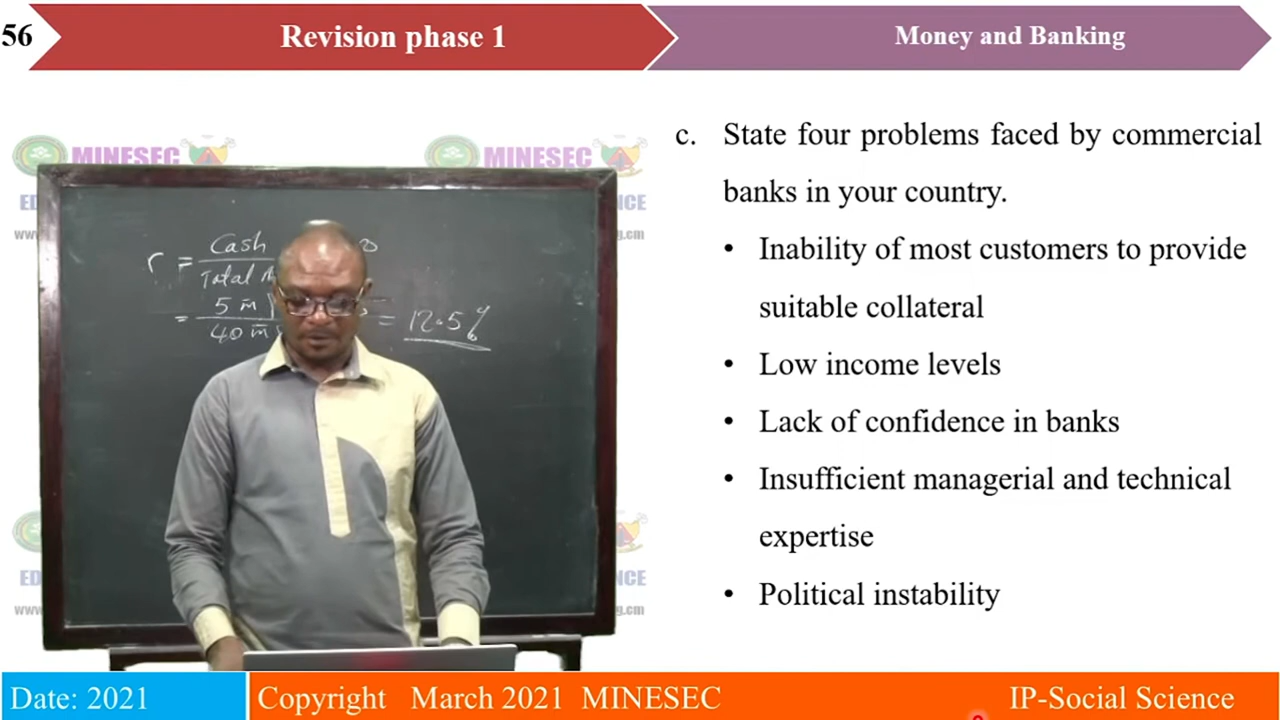 56
Revision phase 1
Money and Banking
MINESEC
MINESEC
c. State four problems faced by commercial
banks in your country.
• Inability of most customers to provide
suitable collateral
• Low income levels
• Lack of confidence in banks
• Insufficient managerial and technical
expertise
• Political instability
r = Cash
Total
= 5 m
40 m
= 12.5%
Date: 2021
Copyright March 2021 MINESEC
IP-Social Science